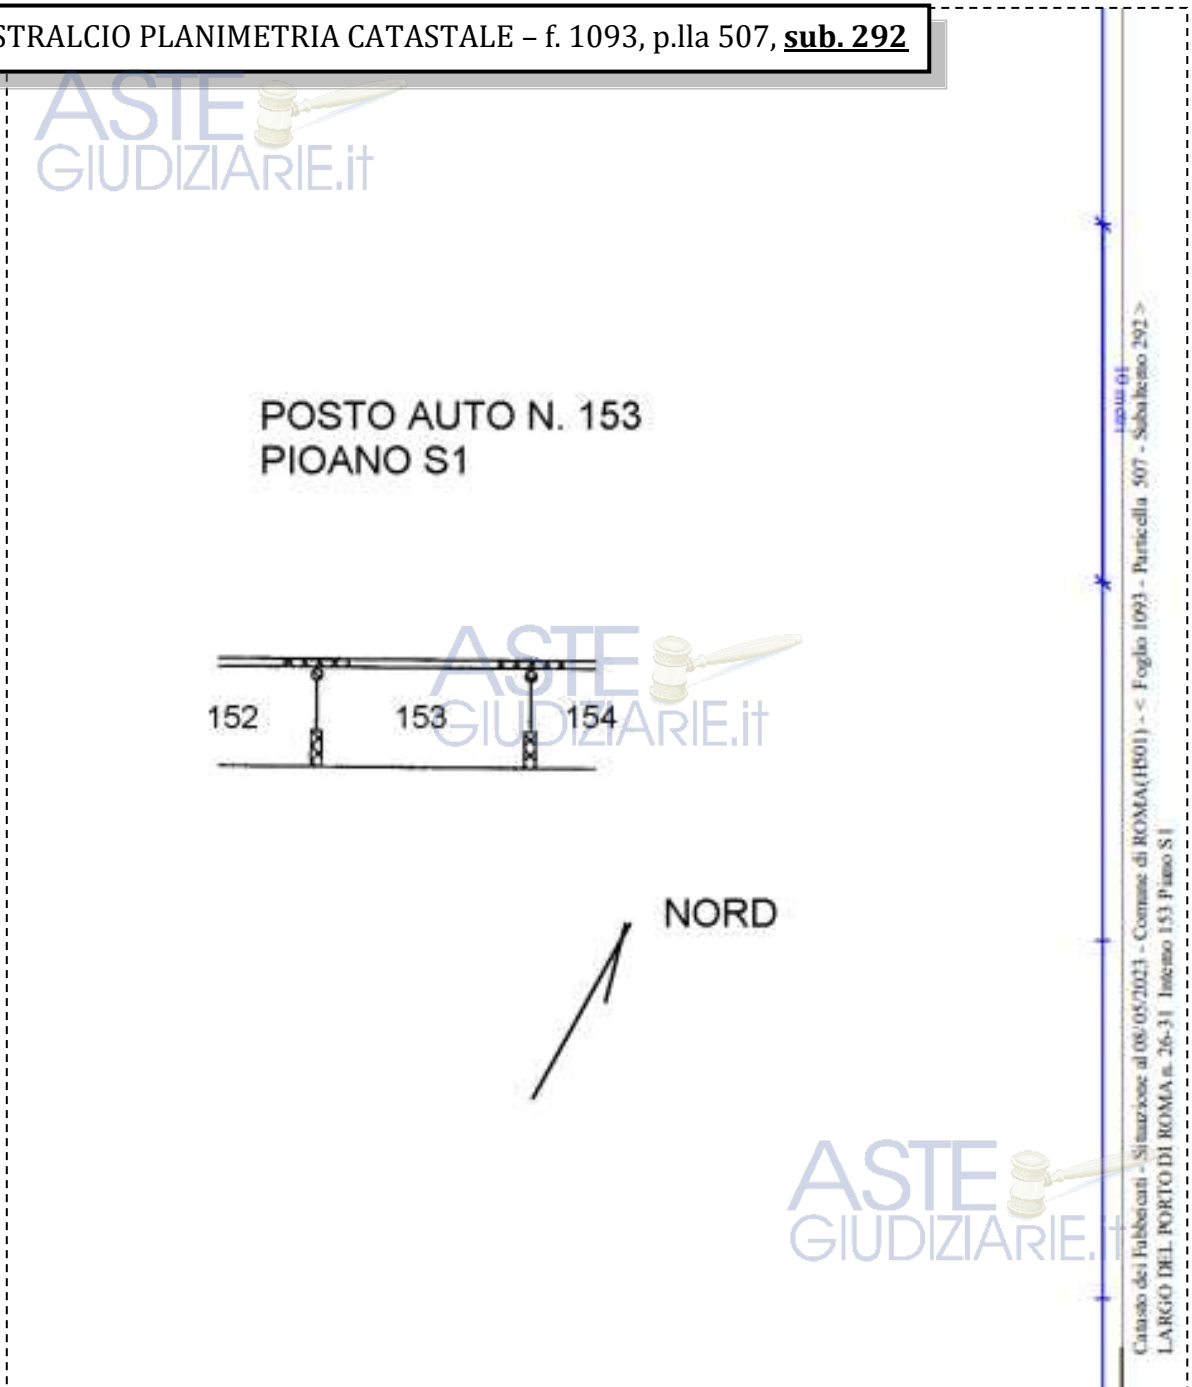 STRALCIO PLANIMETRIA CATASTALE – f. 1093, p.lla 507, sub. 292
ASTE
GIUDIZIARIE.it
POSTO AUTO N. 153
PIOANO S1
152
153
154
ASTE
GIUDIZIARIE.it
NORD
ASTE
GIUDIZIARIE.it
10 metri
Catasto dei Fabbricati - Situazione al 08/05/2023 - Comune di ROMA(H501) - < Foglio 1093 - Particella 507 - Subalterno 292 >
LARGO DEL PORTO DI ROMA n. 26-31 Interno 153 Piano S1